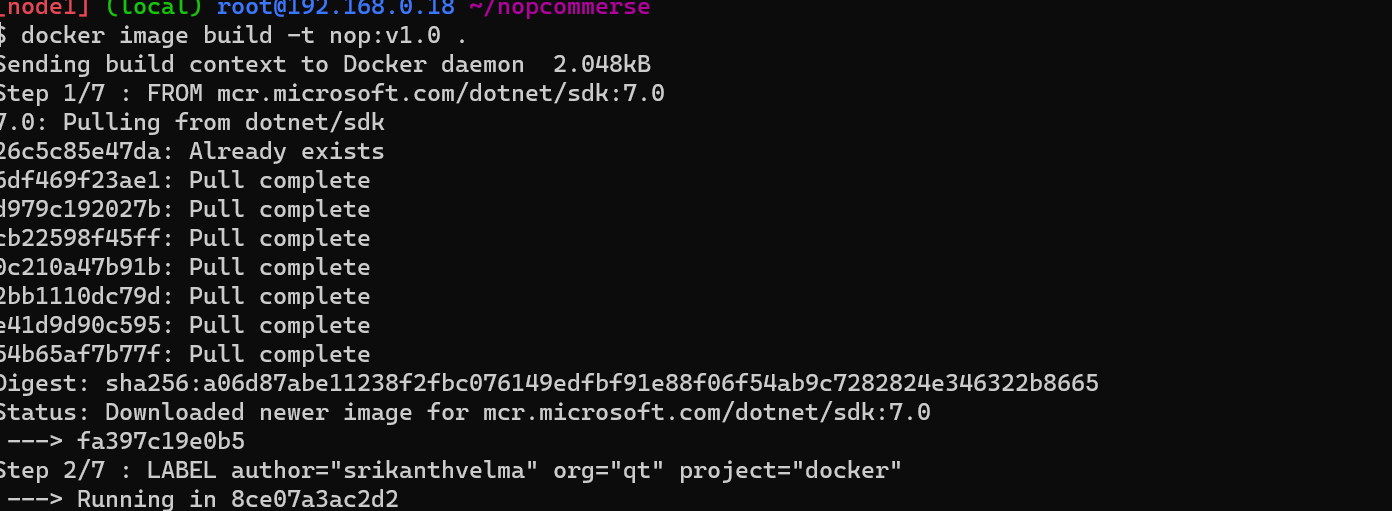 [node1] (local) root@192.168.0.18 ~/nopcommerse
$ docker image build -t nop:v1.0 .
Sending build context to Docker daemon  2.048kB
Step 1/7 : FROM mcr.microsoft.com/dotnet/sdk:7.0
7.0: Pulling from dotnet/sdk
26c5c85e47da: Already exists
6df469f23ae1: Pull complete
d979c192027b: Pull complete
cb22598f45ff: Pull complete
0c210a47b91b: Pull complete
2bb1110dc79d: Pull complete
e41d9d90c595: Pull complete
54b65af7b77f: Pull complete
Digest: sha256:a06d87abe11238f2fbc076149edfbf91e88f06f54ab9c7282824e346322b8665
Status: Downloaded newer image for mcr.microsoft.com/dotnet/sdk:7.0
 ---> fa397c19e0b5
Step 2/7 : LABEL author="srikanthvelma" org="qt" project="docker"
 ---> Running in 8ce07a3ac2d2